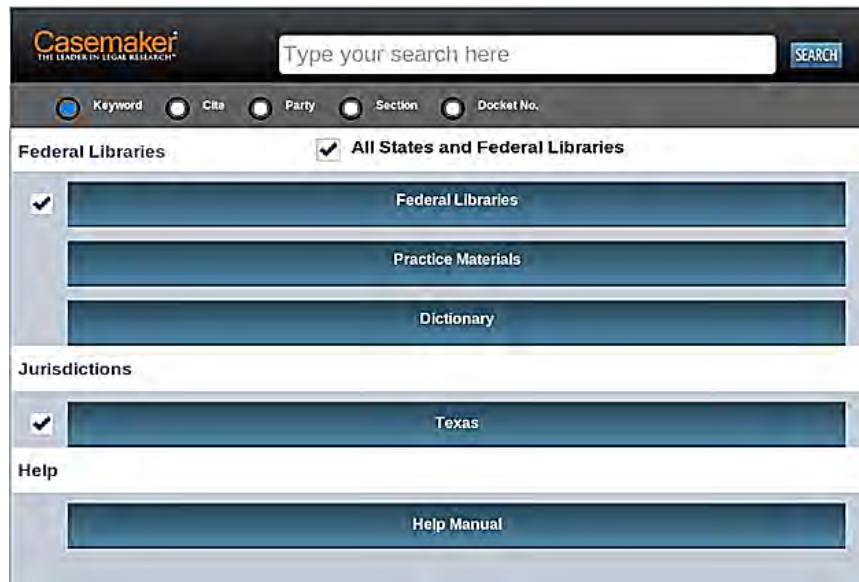 Casemaker
THE LEADER IN LEGAL RESEARCH™
Type your search here
SEARCH
Keyword Cite Party Section Docket No.
Federal Libraries All States and Federal Libraries
Federal Libraries
Practice Materials
Dictionary
Jurisdictions
Texas
Help
Help Manual